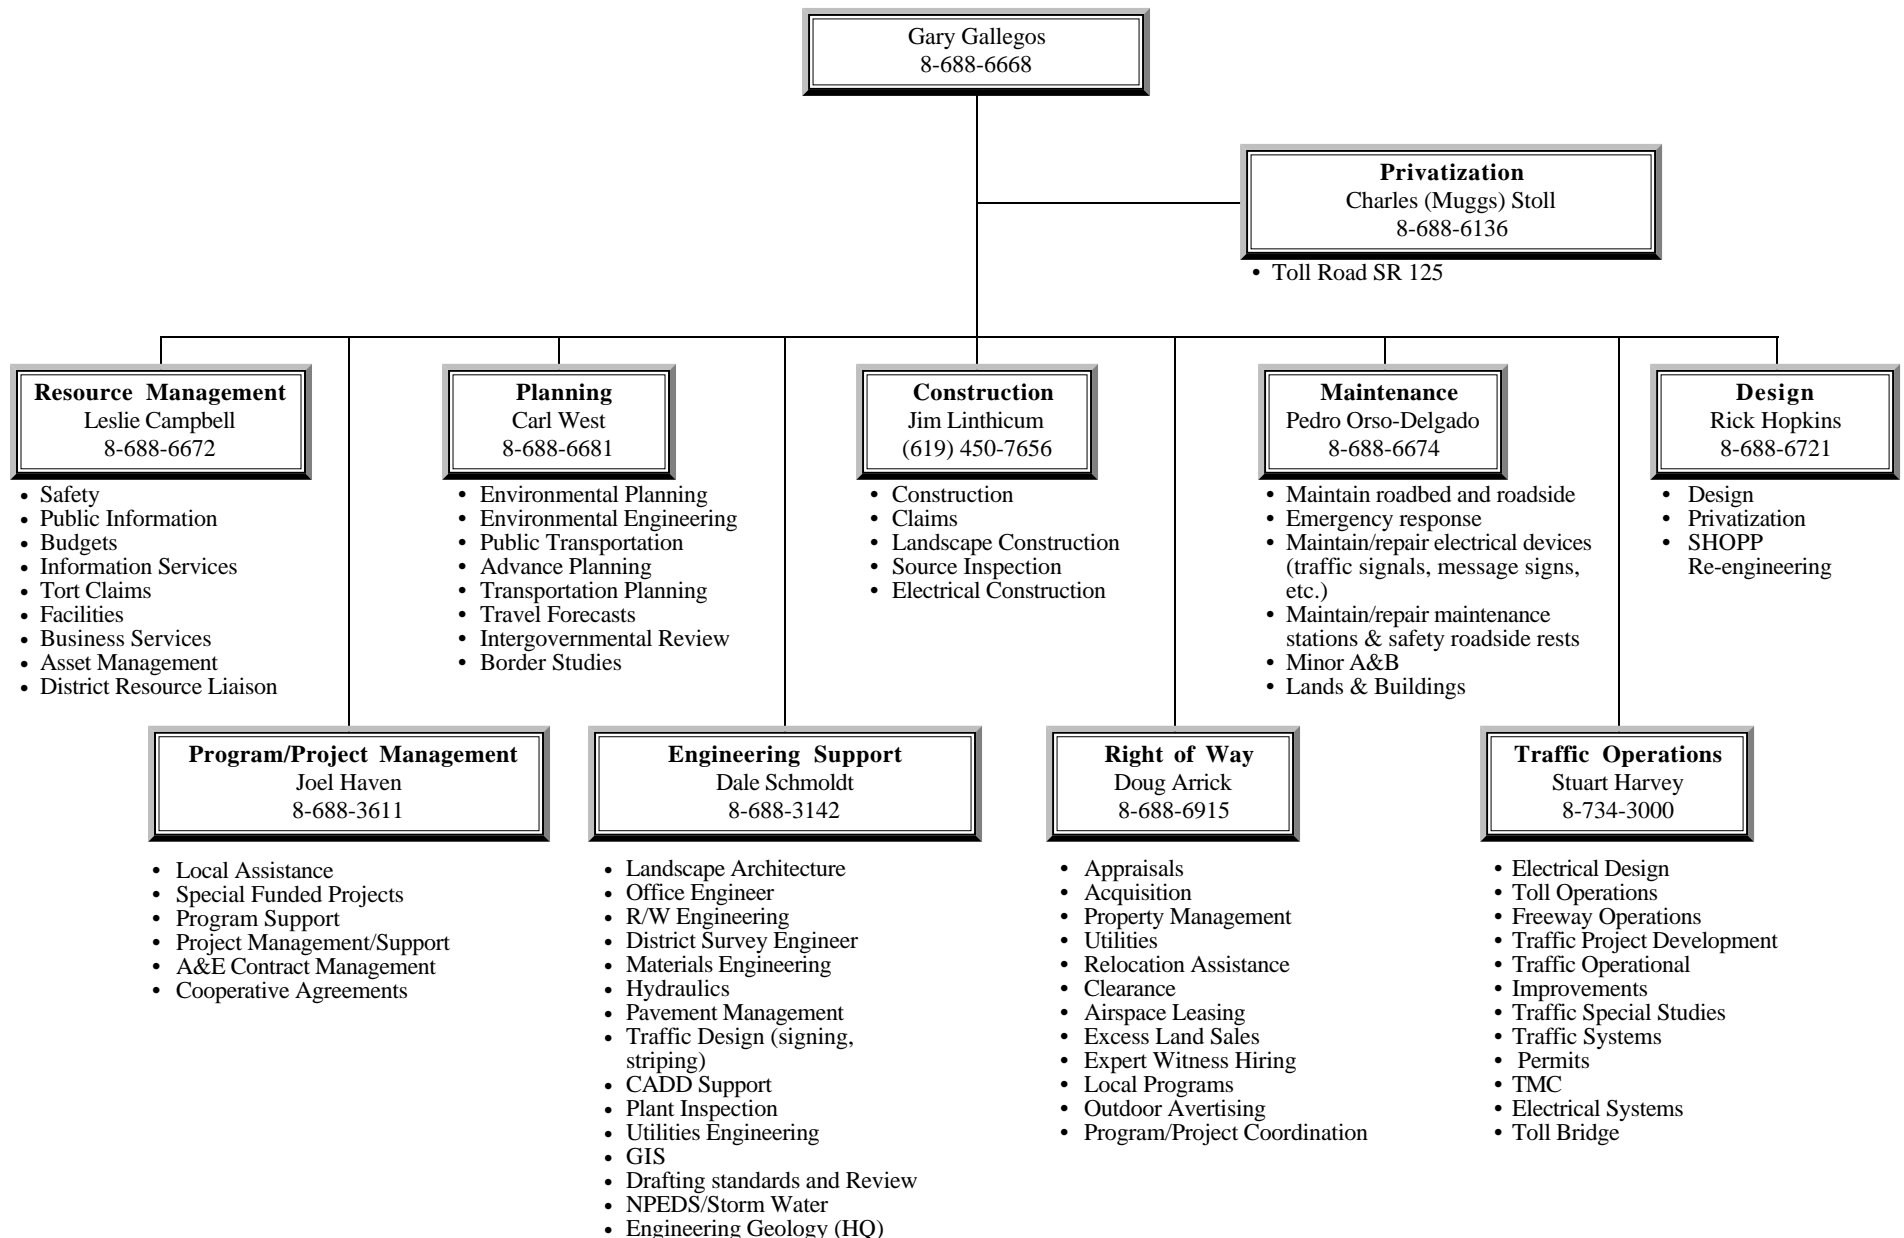 Gary Gallegos
8-688-6668
Privatization
Charles (Muggs) Stoll
8-688-6136
• Toll Road SR 125
Resource Management
Leslie Campbell
8-688-6672
• Safety
• Public Information
• Budgets
• Information Services
• Tort Claims
• Facilities
• Business Services
• Asset Management
• District Resource Liaison
Planning
Carl West
8-688-6681
• Environmental Planning
• Environmental Engineering
• Public Transportation
• Advance Planning
• Transportation Planning
• Travel Forecasts
• Intergovernmental Review
• Border Studies
Construction
Jim Linthicum
(619) 450-7656
• Construction
• Claims
• Landscape Construction
• Source Inspection
• Electrical Construction
Maintenance
Pedro Orso-Delgado
8-688-6674
• Maintain roadbed and roadside
• Emergency response
• Maintain/repair electrical devices
(traffic signals, message signs,
etc.)
• Maintain/repair maintenance
stations & safety roadside rests
• Minor A&B
• Lands & Buildings
Design
Rick Hopkins
8-688-6721
• Design
• Privatization
• SHOPP
Re-engineering
Program/Project Management
Joel Haven
8-688-3611
• Local Assistance
• Special Funded Projects
• Program Support
• Project Management/Support
• A&E Contract Management
• Cooperative Agreements
Engineering Support
Dale Schmoldt
8-688-3142
• Landscape Architecture
• Office Engineer
• R/W Engineering
• District Survey Engineer
• Materials Engineering
• Hydraulics
• Pavement Management
• Traffic Design (signing,
striping)
• CADD Support
• Plant Inspection
• Utilities Engineering
• GIS
• Drafting standards and Review
• NPEDS/Storm Water
• Engineering Geology (HQ)
Right of Way
Doug Arrick
8-688-6915
• Appraisals
• Acquisition
• Property Management
• Utilities
• Relocation Assistance
• Clearance
• Airspace Leasing
• Excess Land Sales
• Expert Witness Hiring
• Local Programs
• Outdoor Avertising
• Program/Project Coordination
Traffic Operations
Stuart Harvey
8-734-3000
• Electrical Design
• Toll Operations
• Freeway Operations
• Traffic Project Development
• Traffic Operational
• Improvements
• Traffic Special Studies
• Traffic Systems
• Permits
• TMC
• Electrical Systems
• Toll Bridge